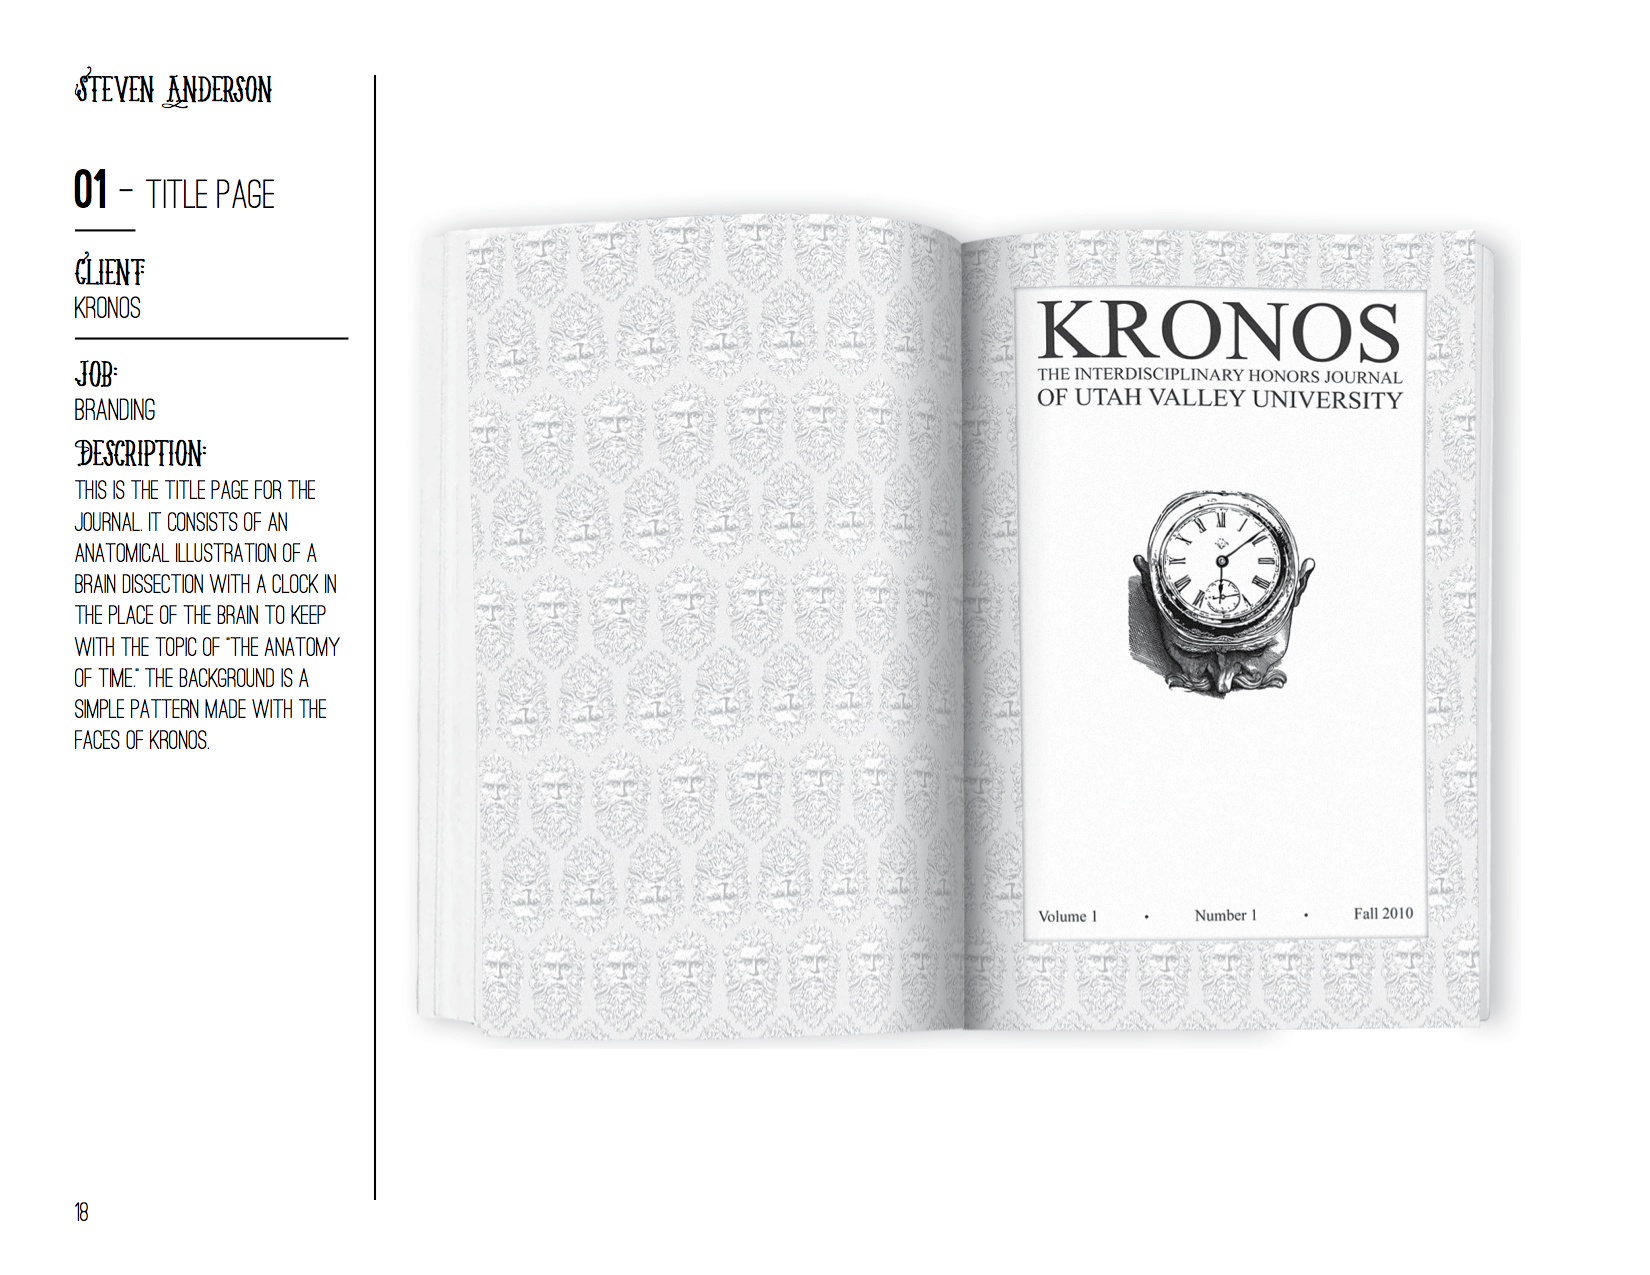 STEVEN ANDERSON
01 - TITLE PAGE
CLIENT
KRONOS
JOB:
BRANDING
DESCRIPTION:
THIS IS THE TITLE PAGE FOR THE
JOURNAL. IT CONSISTS OF AN
ANATOMICAL ILLUSTRATION OF A
BRAIN DISSECTION WITH A CLOCK IN
THE PLACE OF THE BRAIN TO KEEP
WITH THE TOPIC OF "THE ANATOMY
OF TIME." THE BACKGROUND IS A
SIMPLE PATTERN MADE WITH THE
FACES OF KRONOS.
18
KRONOS
THE INTERDISCIPLINARY HONORS JOURNAL
OF UTAH VALLEY UNIVERSITY
Volume 1 • Number 1 • Fall 2010